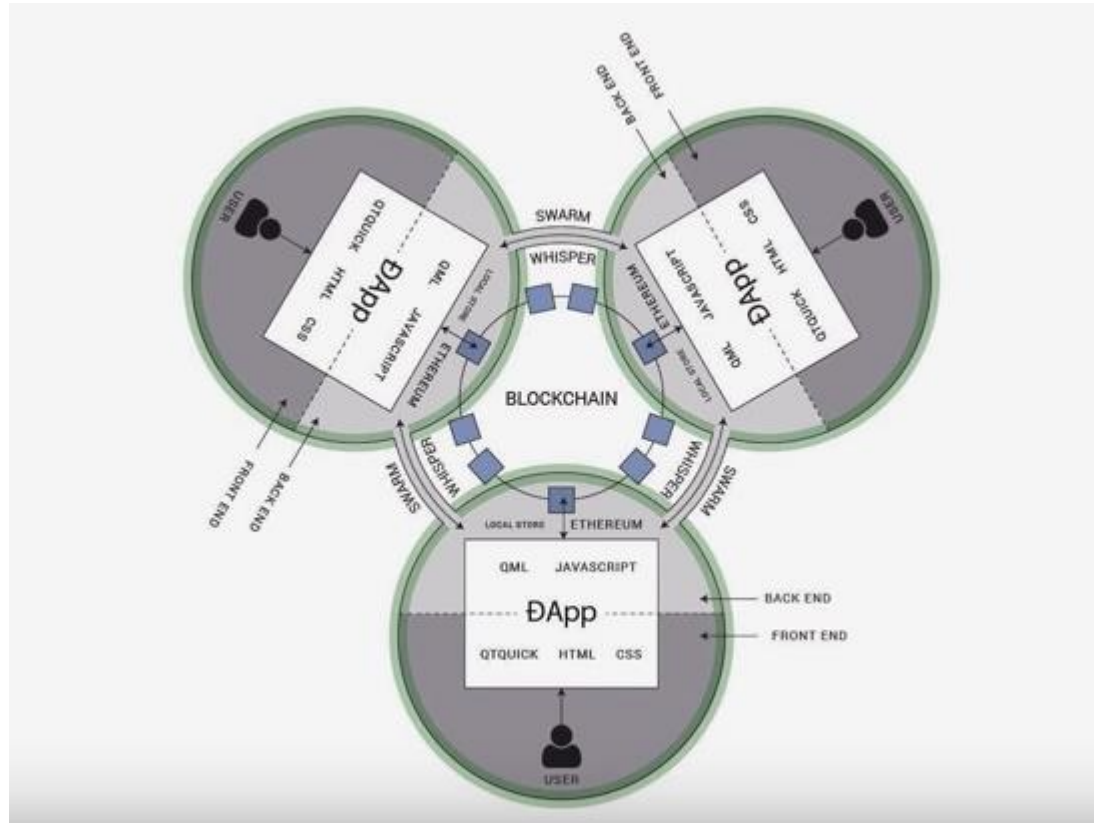 FRONT END
BACK END
USER
QTQUICK HTML CSS
ĐApp
QML JAVASCRIPT
LOCAL STORE ETHEREUM
FRONT END
BACK END
SWARM
WHISPER
USER
CSS HTML QTQUICK
ĐApp
JAVASCRIPT QML
ETHEREUM LOCAL STORE
BLOCKCHAIN
WHISPER
SWARM
WHISPER
SWARM
LOCAL STORE ETHEREUM
QML JAVASCRIPT
ĐApp
QTQUICK HTML CSS
BACK END
FRONT END
USER